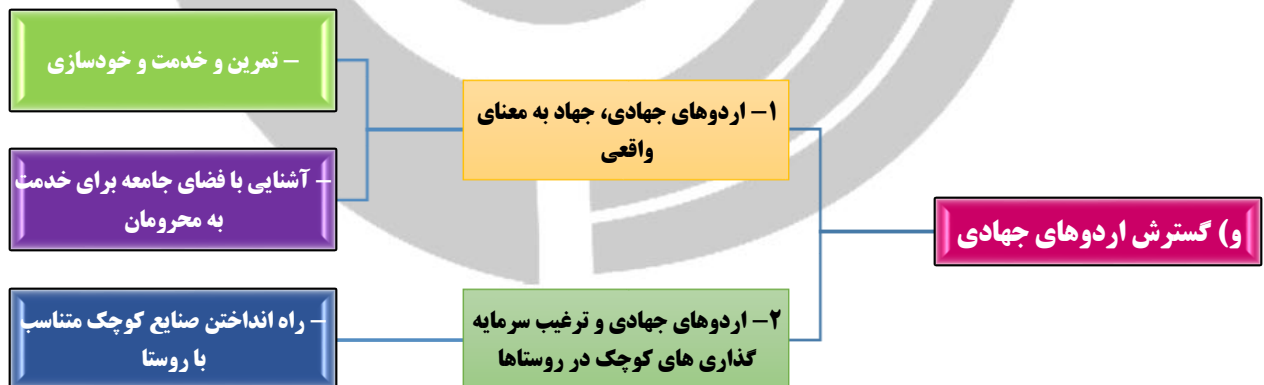 و) گسترش اردوهای جهادی
۱- اردوهای جهادی، جهاد به معنای
واقعی
- تمرین و خدمت و خودسازی
- آشنایی با فضای جامعه برای خدمت
به محرومان
۲- اردوهای جهادی و ترغیب سرمایه
گذاری های کوچک در روستاها
- راه انداختن صنایع کوچک متناسب
با روستا